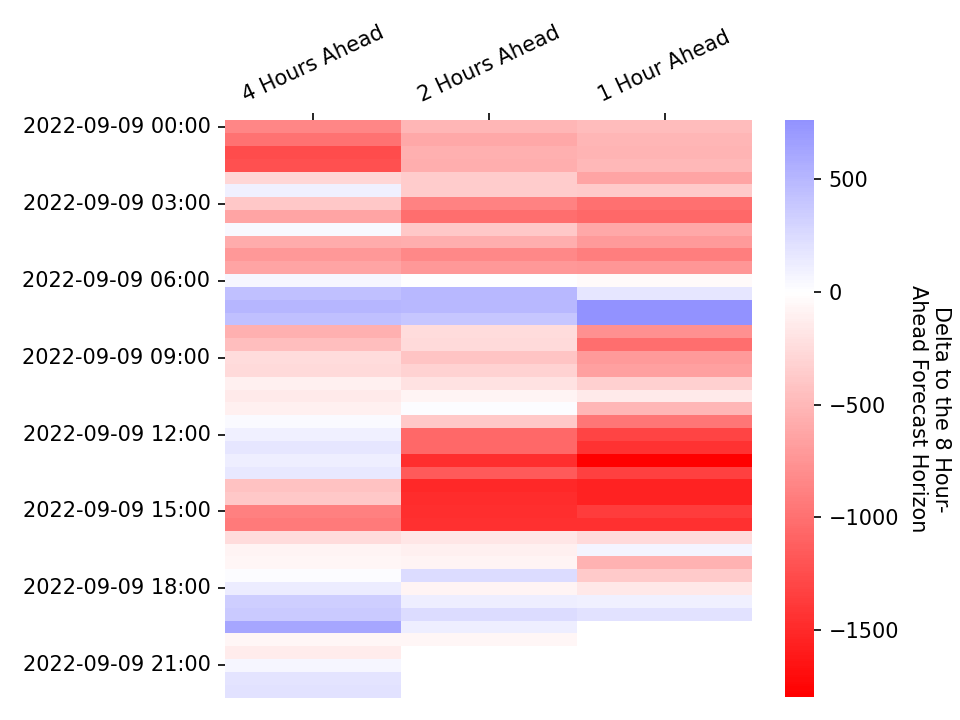 4 Hours Ahead
2 Hours Ahead
1 Hour Ahead
2022-09-09 00:00
2022-09-09 03:00
2022-09-09 06:00
2022-09-09 09:00
2022-09-09 12:00
2022-09-09 15:00
2022-09-09 18:00
2022-09-09 21:00
500
0
−500
−1000
−1500
Delta to the 8 Hour-
Ahead Forecast Horizon